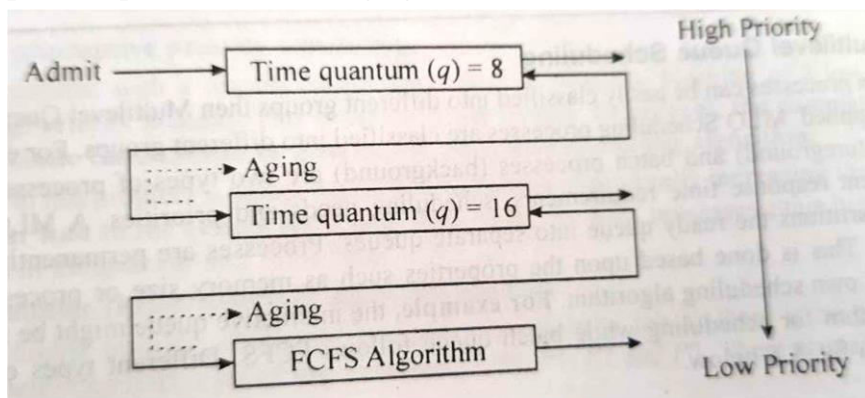 High Priority
Admit
Time quantum (q) = 8
Aging
Time quantum (q) = 16
Aging
FCFS Algorithm
Low Priority